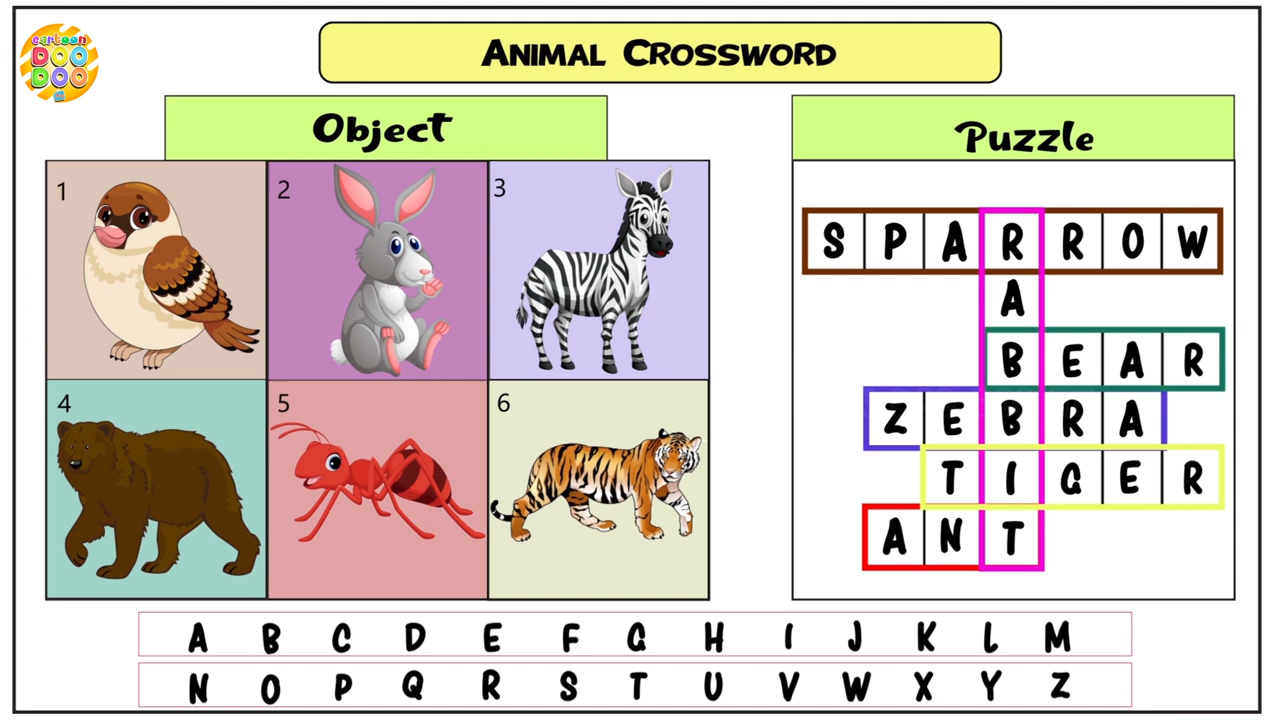 cartoon
DOO
DOO
ANIMAL CROSSWORD
Object
1
2
3
4
5
6
Puzzle
S P A R R O W
A
B E A R
Z E B R A
T I G E R
A N T
A B C D E F G H I J K L M
N O P Q R S T U V W X Y Z